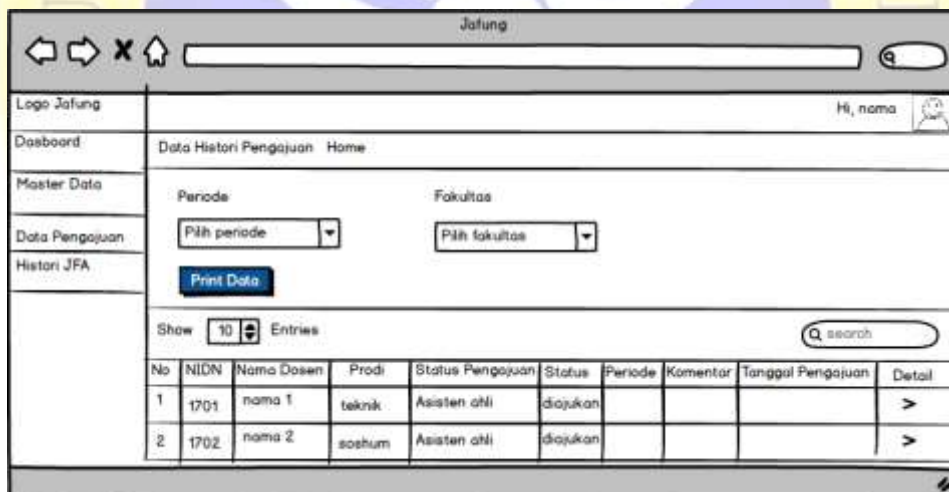 Jafung
Logo Jafung
Hi, nama
Dasboard
Data Histori Pengajuan Home
Master Data
Periode Fakultas
Data Pengajuan
Pilih periode Pilih fakultas
Histori JFA
Print Data
Show 10 Entries search
No NIDN Nama Dosen Prodi Status Pengajuan Status Periode Komentar Tanggal Pengajuan Detail
1 1701 nama 1 teknik Asisten ahli diajukan >
2 1702 nama 2 soshum Asisten ahli diajukan >